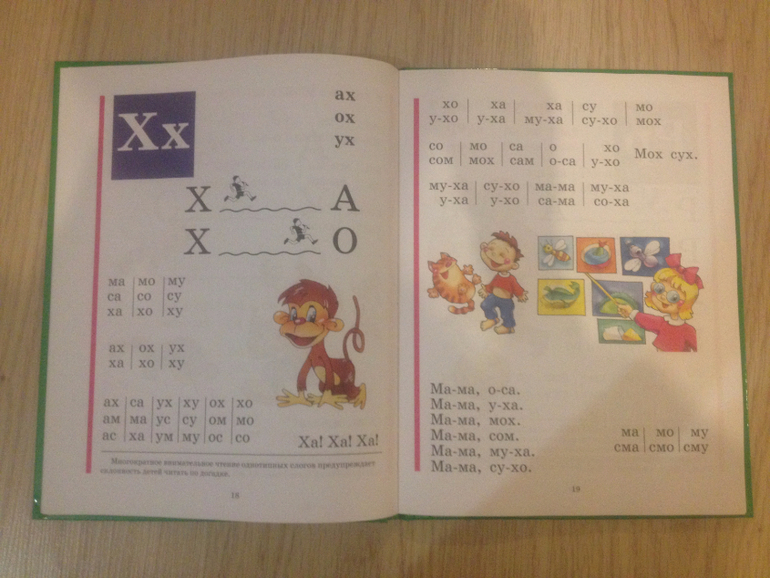 Хх
ах
ох
ух
Х А
Х О
ма | мо | му
са | со | су
ха | хо | ху
ах | ох | ух
ха | хо | ху
ах | са | ух | ху | ох | хо
ам | ма | ус | су | ом | мо
ас | ха | ум | му | ос | со
Ха! Ха! Ха!
Многократное внимательное чтение однотипных слогов предупреждает
склонность детей читать по догадке.
18
хо | ха | ха | су | мо
у-хо | у-ха | му-ха | су-хо | мох
со | мо | са | о | хо
сом | мох | сам | о-са | у-хо
Мох сух.
му-ха | су-хо | ма-ма | му-ха
у-ха | у-хо | са-ма | со-ха
Ма-ма, о-са.
Ма-ма, у-ха.
Ма-ма, мох.
Ма-ма, сом.
Ма-ма, му-ха.
Ма-ма, су-хо.
ма | мо | му
сма | смо | сму
19